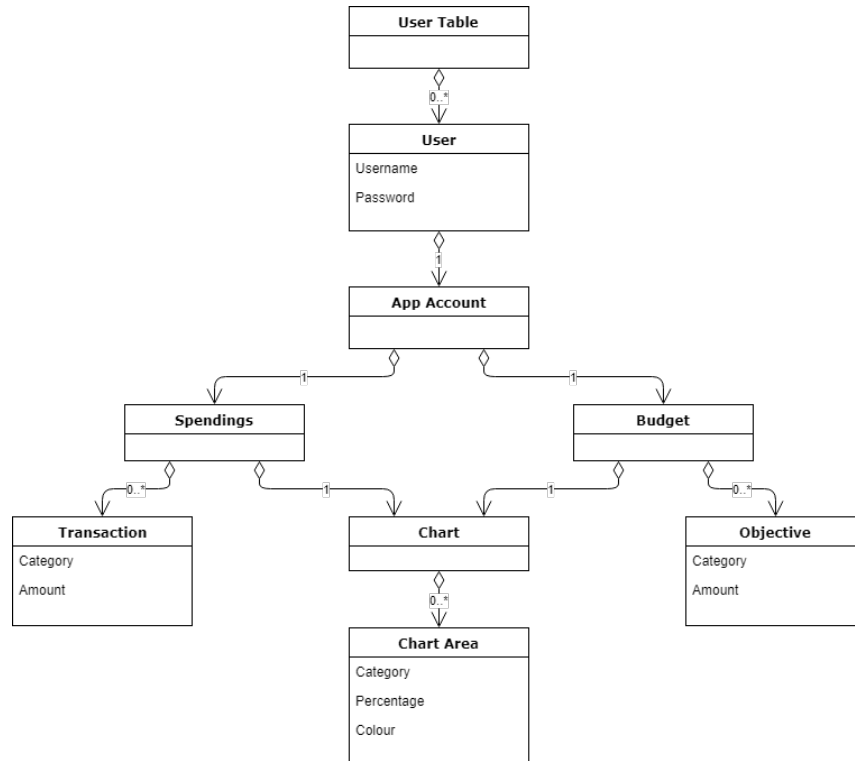 User Table
0..*
User
Username
Password
1
App Account
1
1
Spendings
Budget
0..*
1
1
0..*
Transaction
Category
Amount
Chart
Objective
Category
Amount
0..*
Chart Area
Category
Percentage
Colour